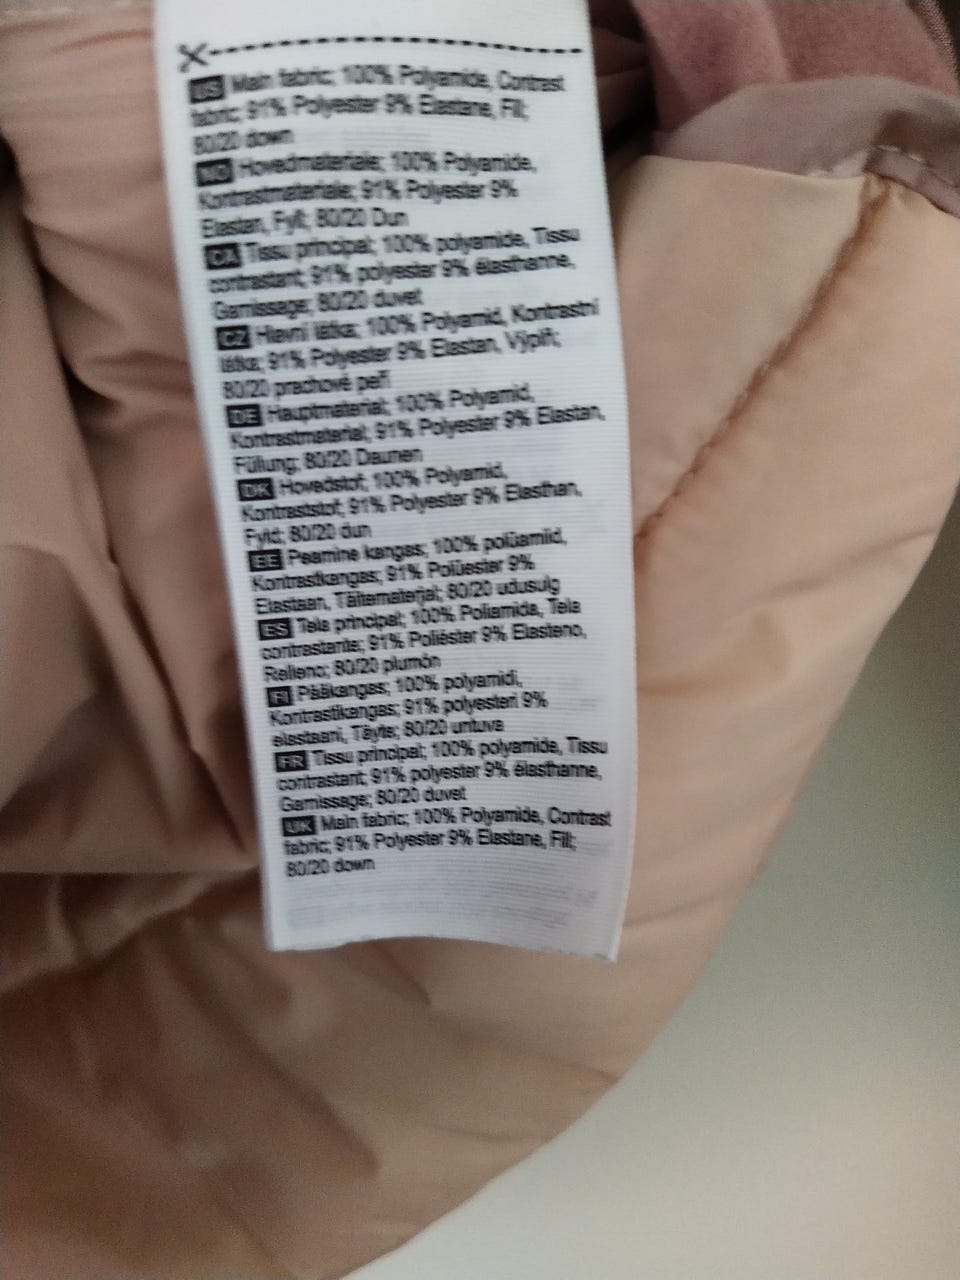 US Main fabric; 100% Polyamide, Contrast
fabric; 91% Polyester 9% Elastane, Fill;
80/20 down
NO Hovedmateriale; 100% Polyamide,
Kontrastmateriale; 91% Polyester 9%
Elastan, Fyll; 80/20 Dun
CA Tissu principal; 100% polyamide, Tissu
contrastant; 91% polyester 9% élasthanne,
Garnissage; 80/20 duvet
CZ Hlavní látka; 100% Polyamid, Kontrastní
látka; 91% Polyester 9% Elastan, Výplň;
80/20 prachové peří
DE Hauptmaterial; 100% Polyamid,
Kontrastmaterial; 91% Polyester 9% Elastan,
Füllung; 80/20 Daunen
DK Hovedstof; 100% Polyamid,
Kontraststof; 91% Polyester 9% Elasthan,
Fyld; 80/20 dun
EE Peamine kangas; 100% polüamiid,
Kontrastkangas; 91% Polüester 9%
Elastaan, Täitematerjal; 80/20 udusulg
ES Tela principal; 100% Poliamida, Tela
contrastante; 91% Poliéster 9% Elasteno,
Relleno; 80/20 plumón
FI Pääkangas; 100% polyamidi,
Kontrastikangas; 91% polyesteri 9%
elastaani, Täyte; 80/20 untuva
FR Tissu principal; 100% polyamide, Tissu
contrastant; 91% polyester 9% élasthanne,
Garnissage; 80/20 duvet
UK Main fabric; 100% Polyamide, Contrast
fabric; 91% Polyester 9% Elastane, Fill;
80/20 down